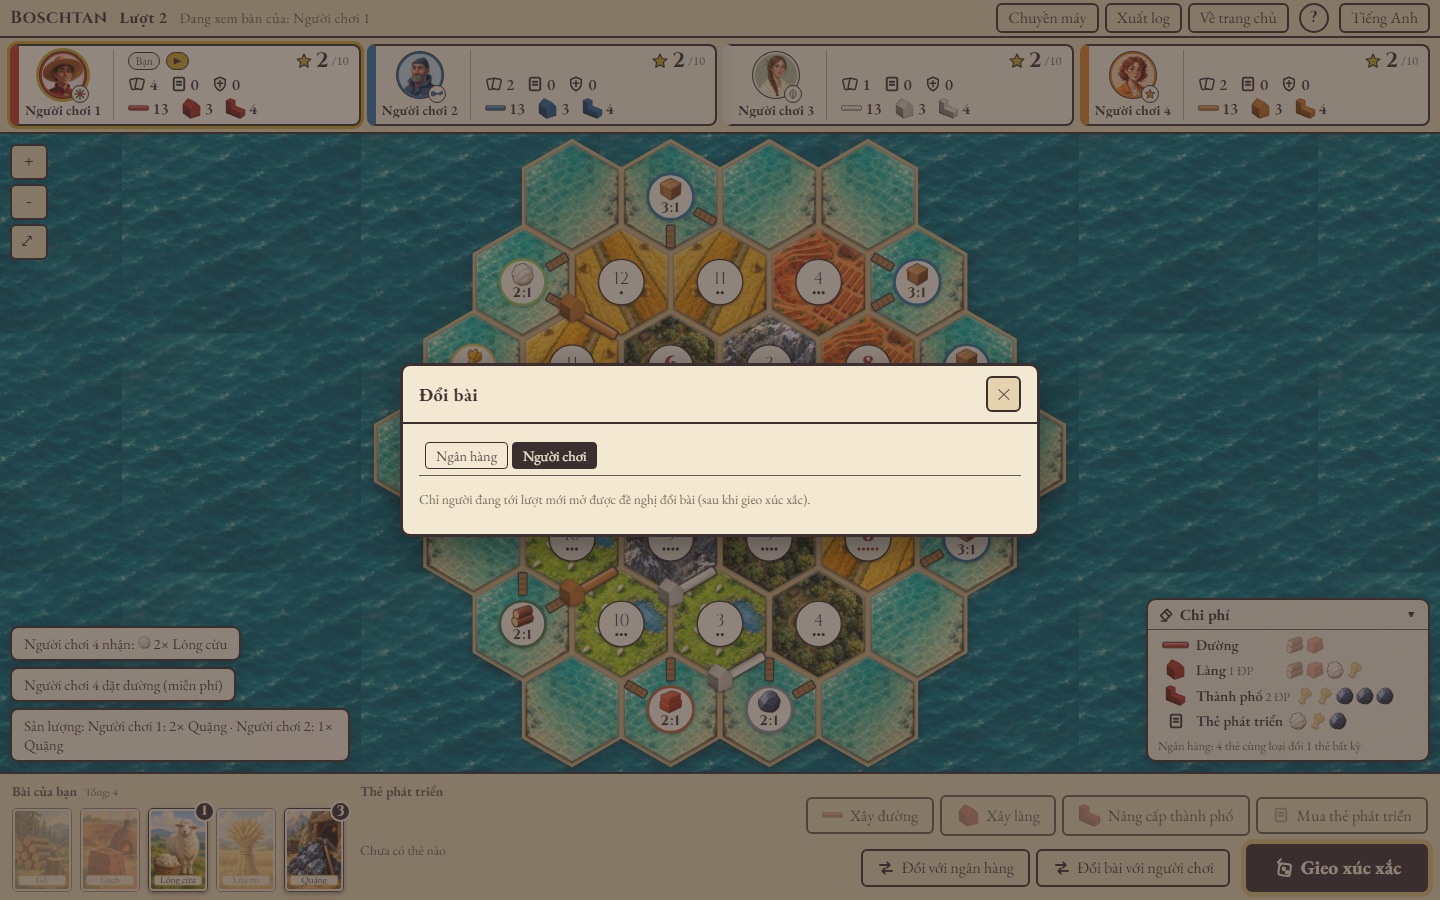 BOSCHTAN Lượt 2 Đang xem bàn của: Người chơi 1
Chuyền máy Xuất log Về trang chủ ? Tiếng Anh
Người chơi 1
Bạn
2 /10
4 0 0
13 3 4
Người chơi 2
2 /10
2 0 0
13 3 4
Người chơi 3
2 /10
1 0 0
13 3 4
Người chơi 4
2 /10
2 0 0
13 3 4
+
-
3:1
2:1 12 11 4 3:1
11 6 8
Đổi bài
Ngân hàng Người chơi
Chỉ người đang tới lượt mới mở được đề nghị đổi bài (sau khi gieo xúc xắc).
3:1
2:1 10 3 4
2:1 2:1
Người chơi 4 nhận: 2× Lông cừu
Người chơi 4 đặt đường (miễn phí)
Sản lượng: Người chơi 1: 2× Quặng · Người chơi 2: 1×
Quặng
Chi phí ▼
Đường
Làng 1 ĐP
Thành phố 2 ĐP
Thẻ phát triển
Ngân hàng: 4 thẻ cùng loại đổi 1 thẻ bất kỳ
Bài của bạn Tổng: 4
1 3
Gỗ Gạch Lông cừu Lúa mì Quặng
Thẻ phát triển
Chưa có thẻ nào
Xây đường Xây làng Nâng cấp thành phố Mua thẻ phát triển
Đổi với ngân hàng Đổi bài với người chơi Gieo xúc xắc